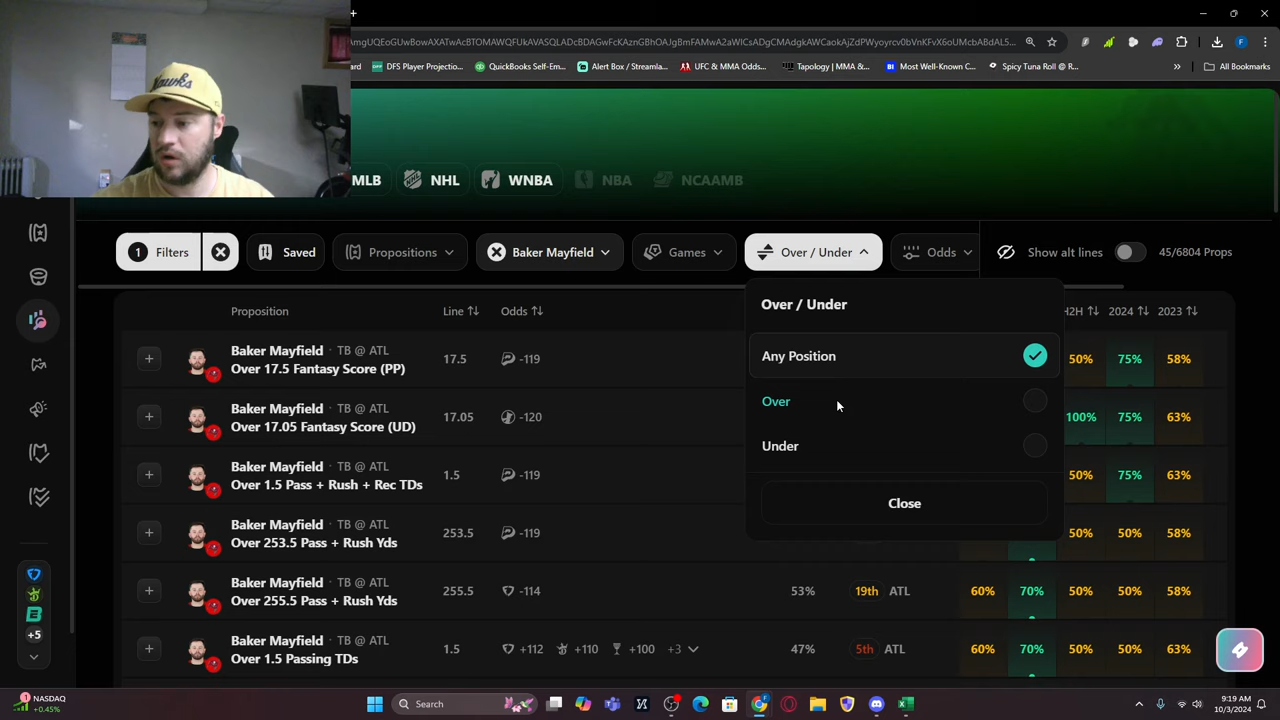 AmgUQEoGUwBowAXATwAcBTOMAWQFUkAVASQLADcBDAGwFcKAznGBhOAJgBmFAMwA2aWICsADgCMAdgkAWCaokAjZdPWyoyrcv0bVnKFvX6oUMcbABdAL5...
ard
DFS Player Projectio...
QuickBooks Self-Em...
Alert Box / Streamla...
UFC & MMA Odds...
Tapology | MMA &...
Most Well-Known C...
Spicy Tuna Roll @ R...
»
All Bookmarks
MLB
NHL
WNBA
NBA
NCAAMB
1 Filters
Saved
Propositions
Baker Mayfield
Games
Over / Under
Odds
Show alt lines
45/6804 Props
Proposition Line Odds H2H 2024 2023
Over / Under
Any Position
Over
Under
Close
Baker Mayfield · TB @ ATL
Over 17.5 Fantasy Score (PP)
17.5 -119 50% 75% 58%
Baker Mayfield · TB @ ATL
Over 17.05 Fantasy Score (UD)
17.05 -120 100% 75% 63%
Baker Mayfield · TB @ ATL
Over 1.5 Pass + Rush + Rec TDs
1.5 -119 50% 75% 63%
Baker Mayfield · TB @ ATL
Over 253.5 Pass + Rush Yds
253.5 -119 50% 50% 58%
Baker Mayfield · TB @ ATL
Over 255.5 Pass + Rush Yds
255.5 -114 53% 19th ATL 60% 70% 50% 50% 58%
Baker Mayfield · TB @ ATL
Over 1.5 Passing TDs
1.5 +112 +110 +100 +3 47% 5th ATL 60% 70% 50% 50% 63%
+5
NASDAQ
+0.45%
1
Search
9:19 AM
10/3/2024